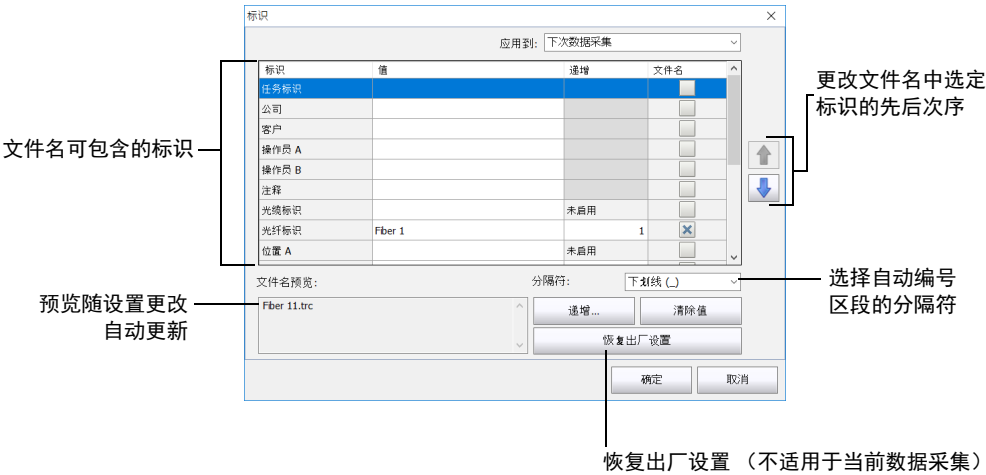 标识
应用到: 下次数据采集
标识 值 递增 文件名
任务标识
公司
客户
操作员 A
操作员 B
注释
光缆标识 未启用
光纤标识 Fiber 1 1
位置 A 未启用
文件名预览: 分隔符: 下划线 (_)
Fiber 11.trc
递增... 清除值
恢复出厂设置
确定 取消
文件名可包含的标识
预览随设置更改
自动更新
更改文件名中选定
标识的先后次序
选择自动编号
区段的分隔符
恢复出厂设置 （不适用于当前数据采集）